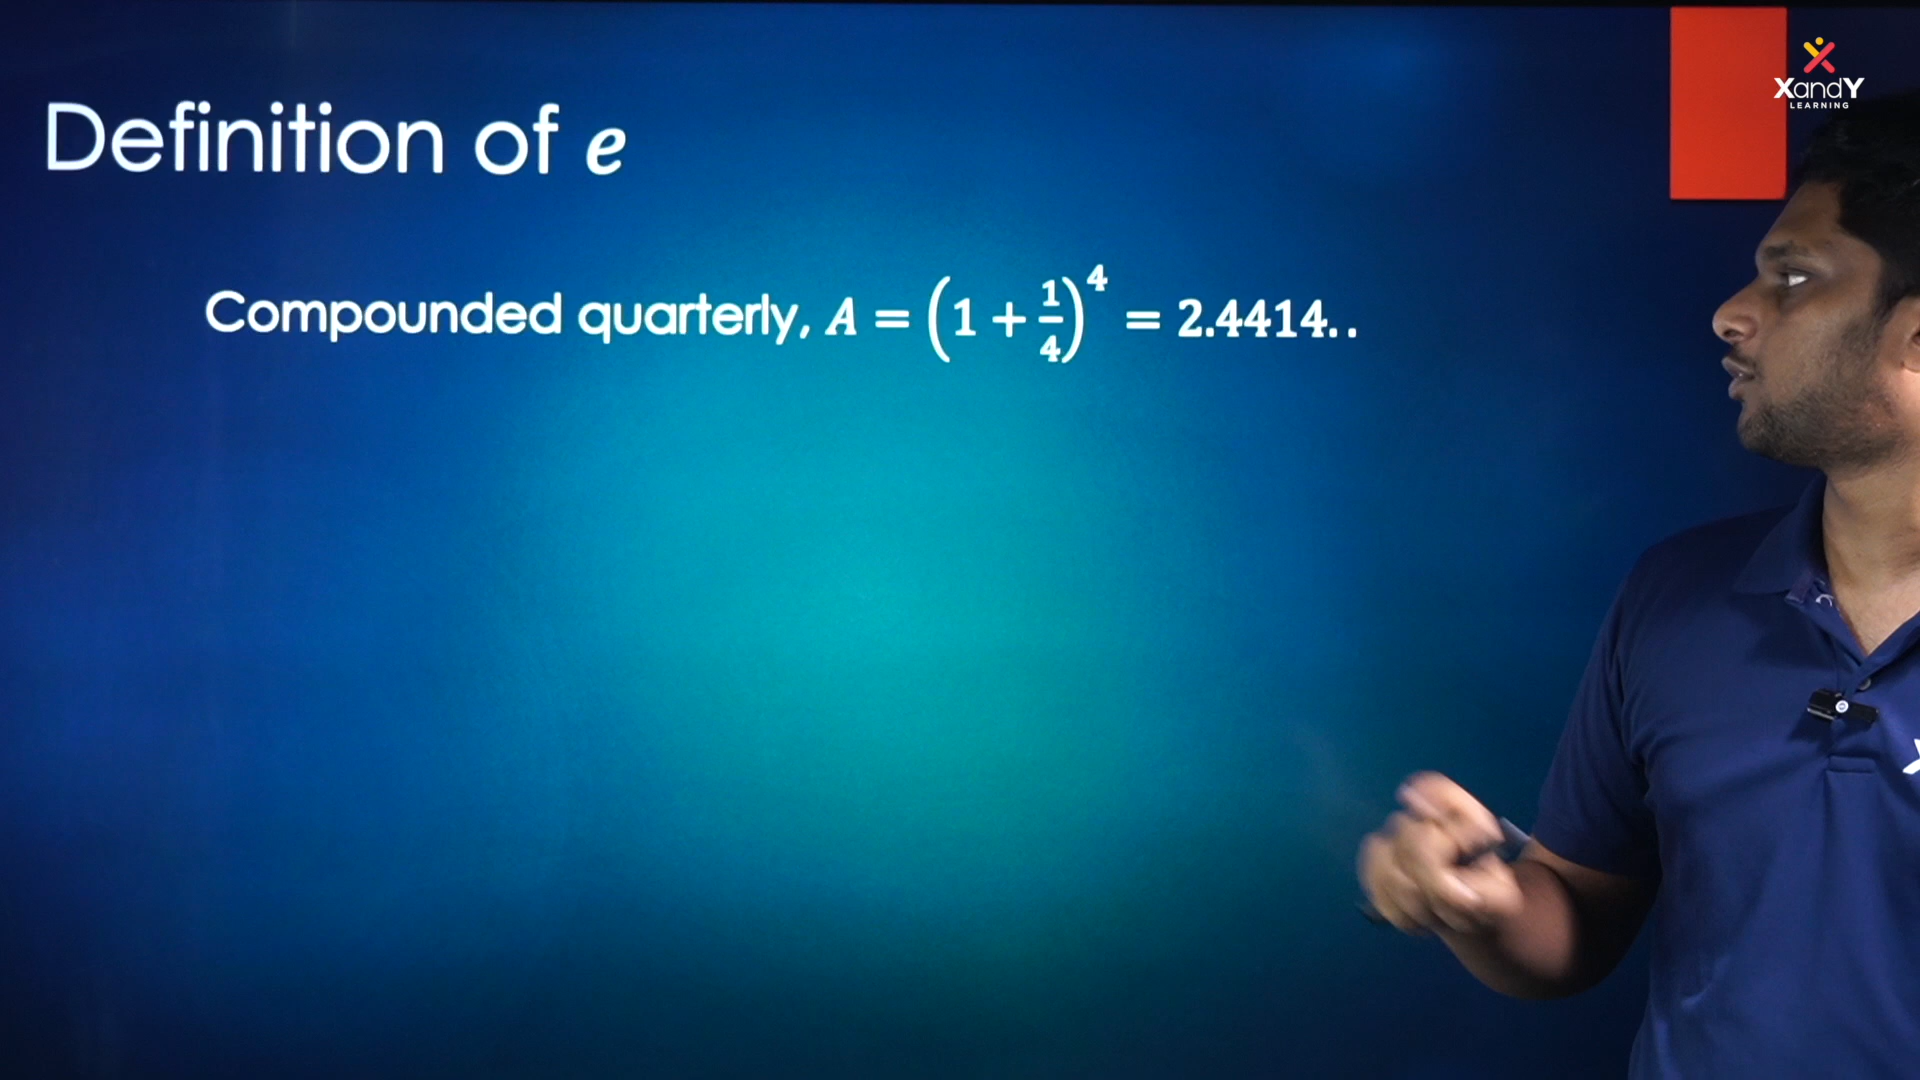 XandY
LEARNING
Definition of e
Compounded quarterly, A = (1 + 1/4)^4 = 2.4414..